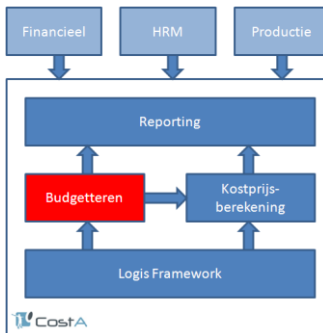 Financieel
HRM
Productie
Reporting
Budgetteren
Kostprijs-
berekening
Logis Framework
CostA